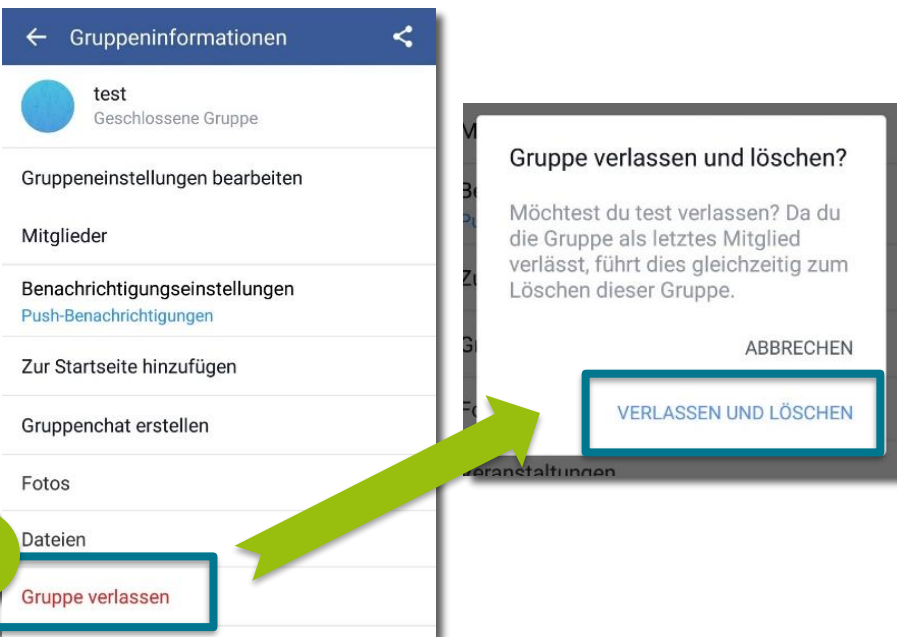 Gruppeninformationen
test
Geschlossene Gruppe
Gruppeneinstellungen bearbeiten
Mitglieder
Benachrichtigungseinstellungen
Push-Benachrichtigungen
Zur Startseite hinzufügen
Gruppenchat erstellen
Fotos
Dateien
Gruppe verlassen
Gruppe verlassen und löschen?
Möchtest du test verlassen? Da du
die Gruppe als letztes Mitglied
verlässt, führt dies gleichzeitig zum
Löschen dieser Gruppe.
ABBRECHEN
VERLASSEN UND LÖSCHEN
Veranstaltungen